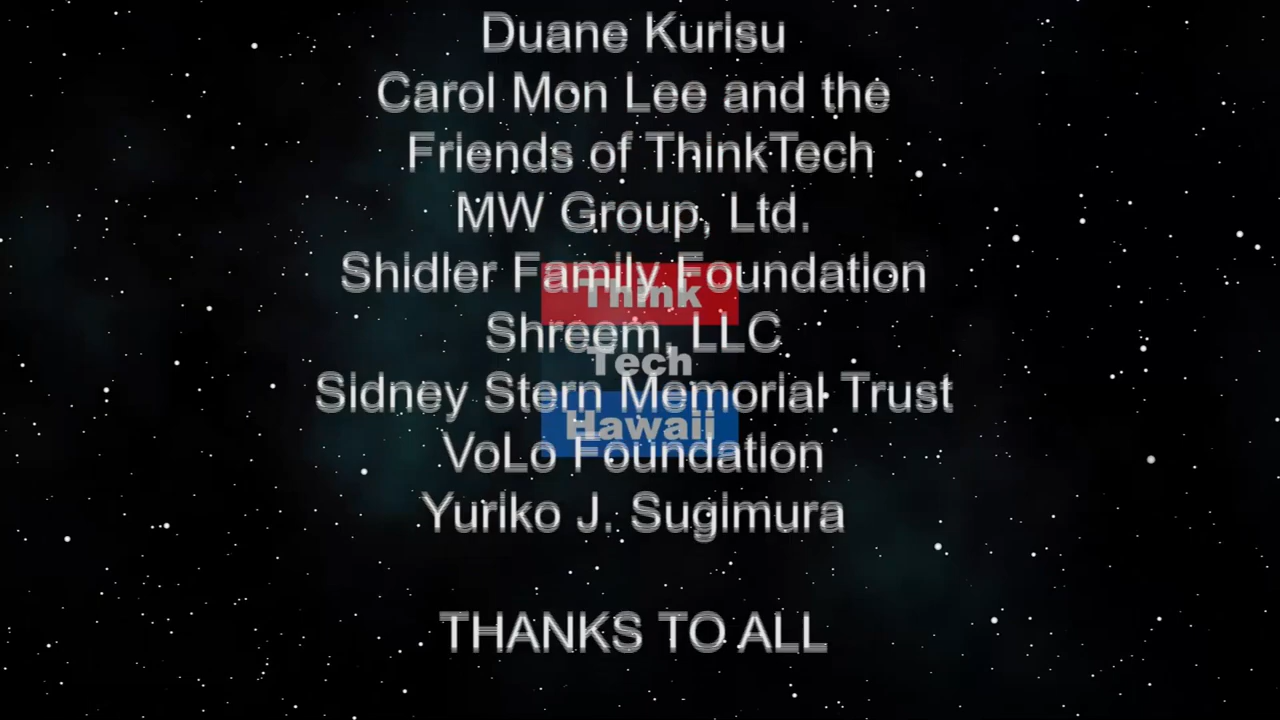 Duane Kurisu
Carol Mon Lee and the
Friends of ThinkTech
MW Group, Ltd.
Shidler Family Foundation
Think
Shreem, LLC
Tech
Sidney Stern Memorial Trust
Hawaii
VoLo Foundation
Yuriko J. Sugimura
THANKS TO ALL